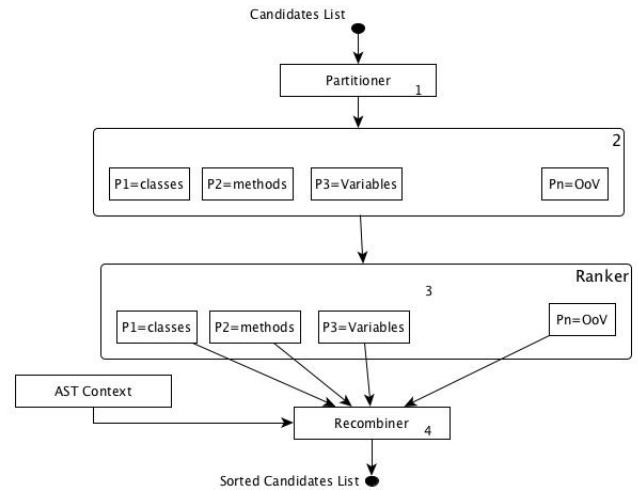 Candidates List
Partitioner
1
2
P1=classes P2=methods P3=Variables Pn=OoV
Ranker
3
P1=classes P2=methods P3=Variables Pn=OoV
AST Context
Recombiner
4
Sorted Candidates List